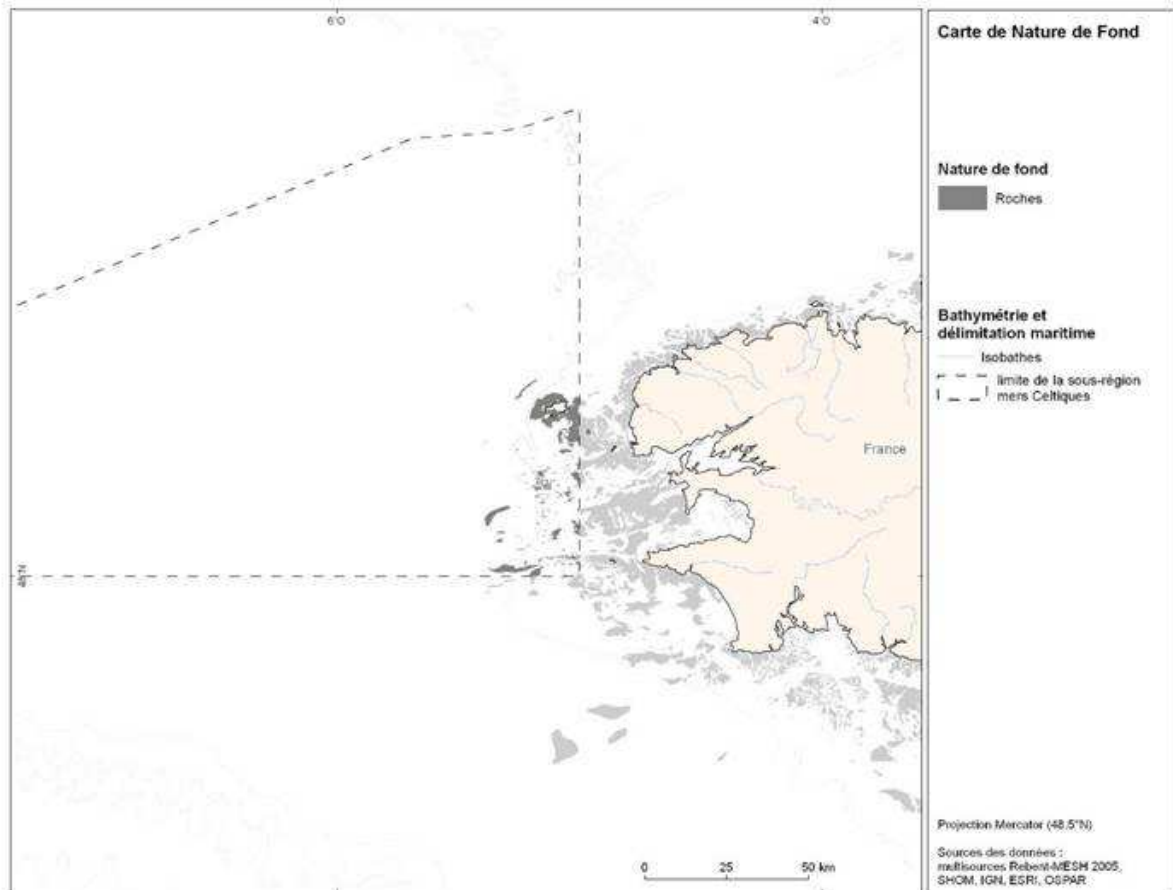 6°0
4°0
Carte de Nature de Fond
Nature de fond
Roches
Bathymétrie et
délimitation maritime
Isobathes
limite de la sous-région
mers Celtiques
France
48°N
0 25 50 km
Projection Mercator (48.5°N)
Sources des données :
multisources Rebent-MESH 2005,
SHOM, IGN, ESRI, OSPAR